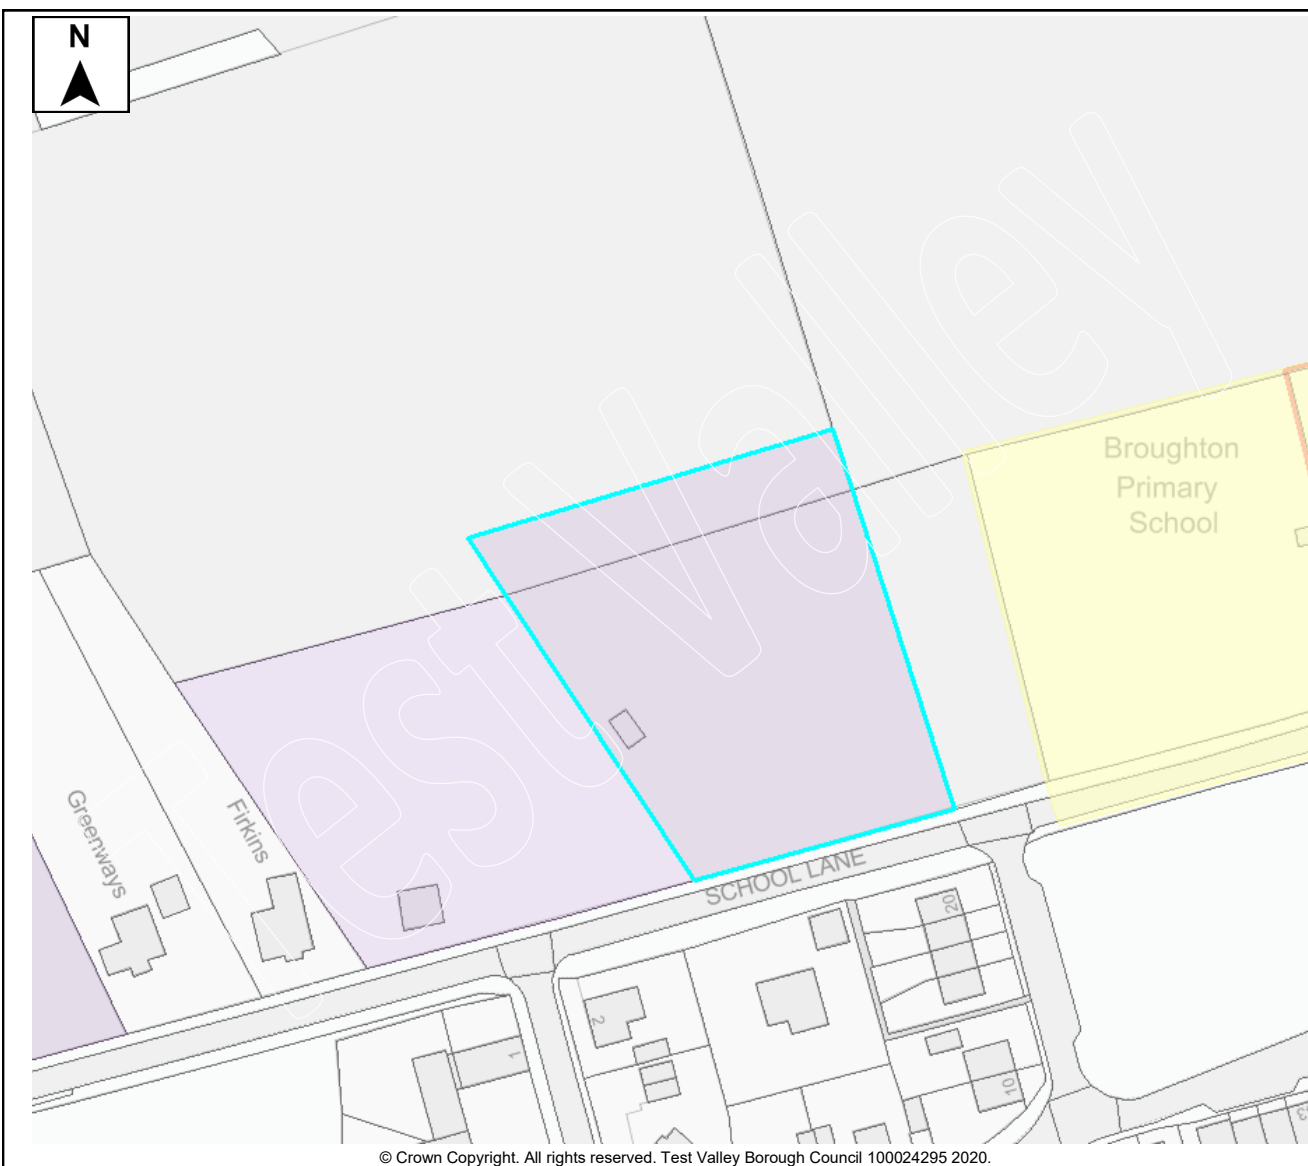 N
Test Valley
Broughton
Primary
School
Greenways
Firkins
SCHOOL LANE
20
2
1
10
© Crown Copyright. All rights reserved. Test Valley Borough Council 100024295 2020.